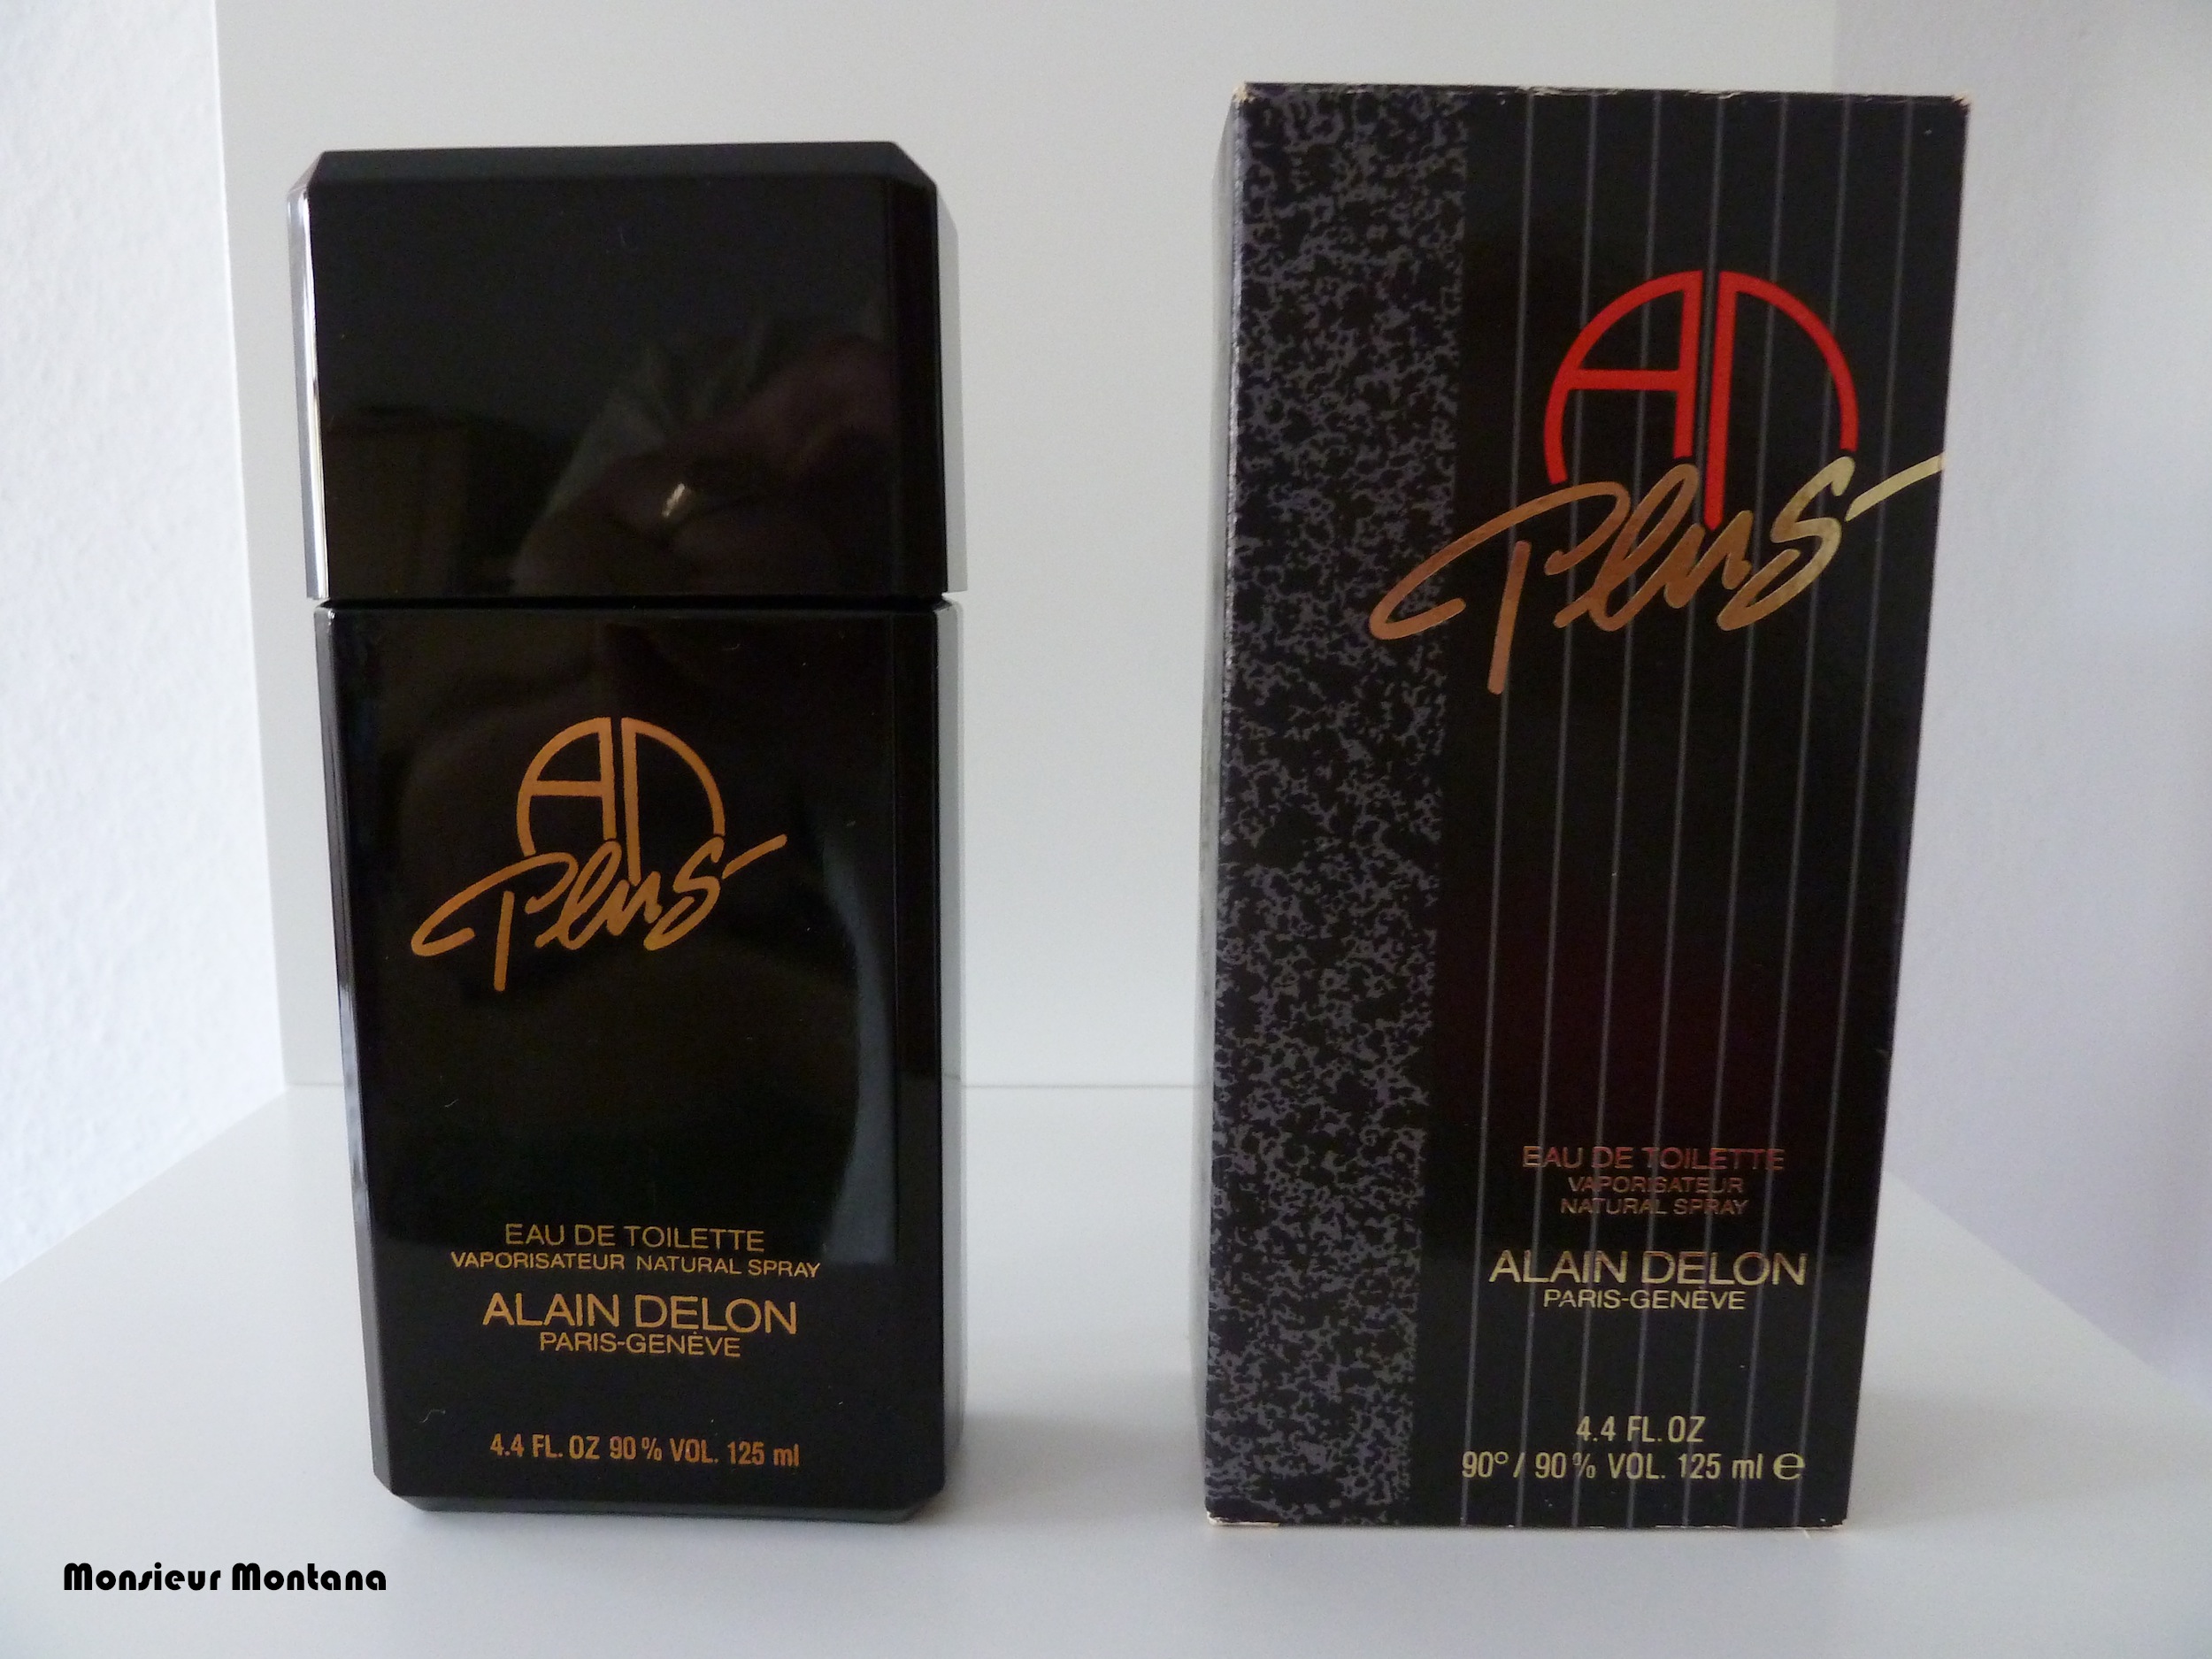 AD
Plus
EAU DE TOILETTE
VAPORISATEUR NATURAL SPRAY
ALAIN DELON
PARIS-GENÈVE
4.4 FL. OZ 90 % VOL. 125 ml
AD
Plus
EAU DE TOILETTE
VAPORISATEUR
NATURAL SPRAY
ALAIN DELON
PARIS-GENÈVE
4.4 FL. OZ
90° / 90 % VOL. 125 ml ℮
Monsieur Montana